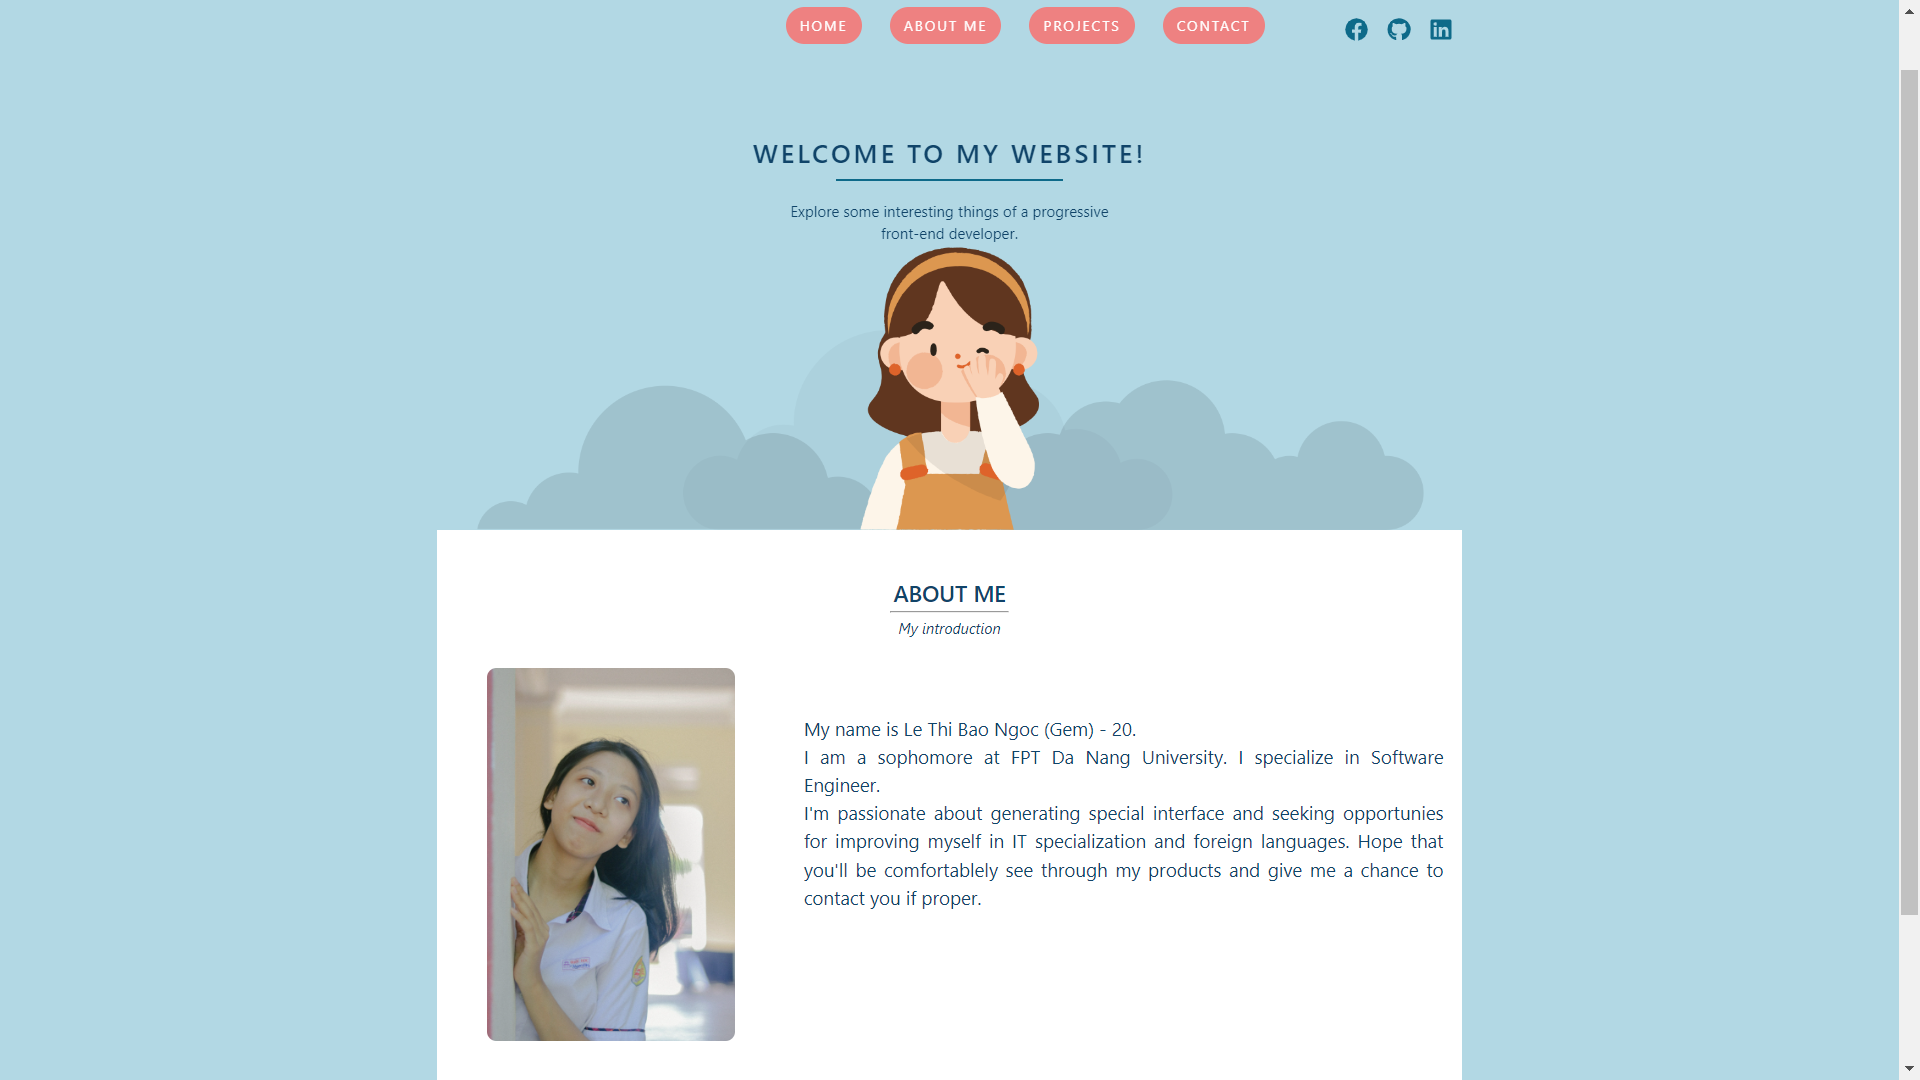 HOME ABOUT ME PROJECTS CONTACT
WELCOME TO MY WEBSITE!
Explore some interesting things of a progressive
front-end developer.
ABOUT ME
My introduction
My name is Le Thi Bao Ngoc (Gem) - 20.
I am a sophomore at FPT Da Nang University. I specialize in Software
Engineer.
I'm passionate about generating special interface and seeking opportunies
for improving myself in IT specialization and foreign languages. Hope that
you'll be comfortablely see through my products and give me a chance to
contact you if proper.